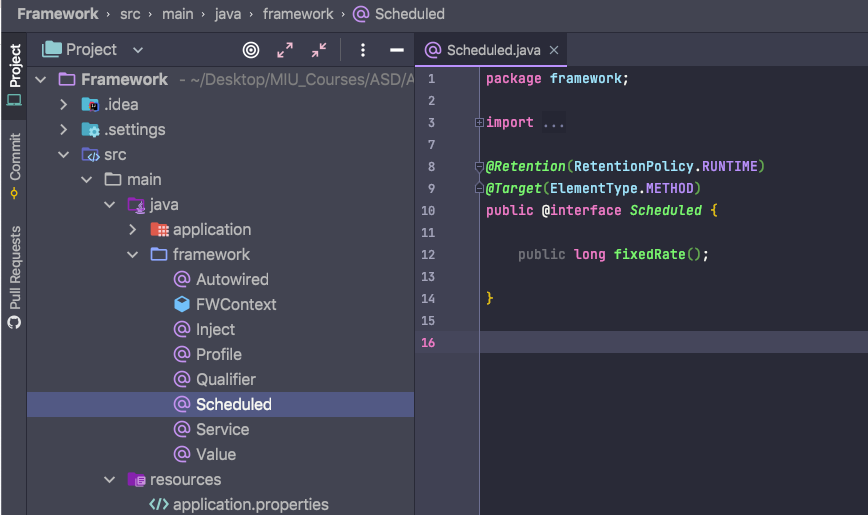 Framework › src › main › java › framework › Scheduled
Project
Scheduled.java ×
Project
Commit
Pull Requests
Framework - ~/Desktop/MIU_Courses/ASD/A
.idea
.settings
src
main
java
application
framework
Autowired
FWContext
Inject
Profile
Qualifier
Scheduled
Service
Value
resources
application.properties
1 package framework;
2
3 import ...
7
8 @Retention(RetentionPolicy.RUNTIME)
9 @Target(ElementType.METHOD)
10 public @interface Scheduled {
11
12 public long fixedRate();
13
14 }
15
16